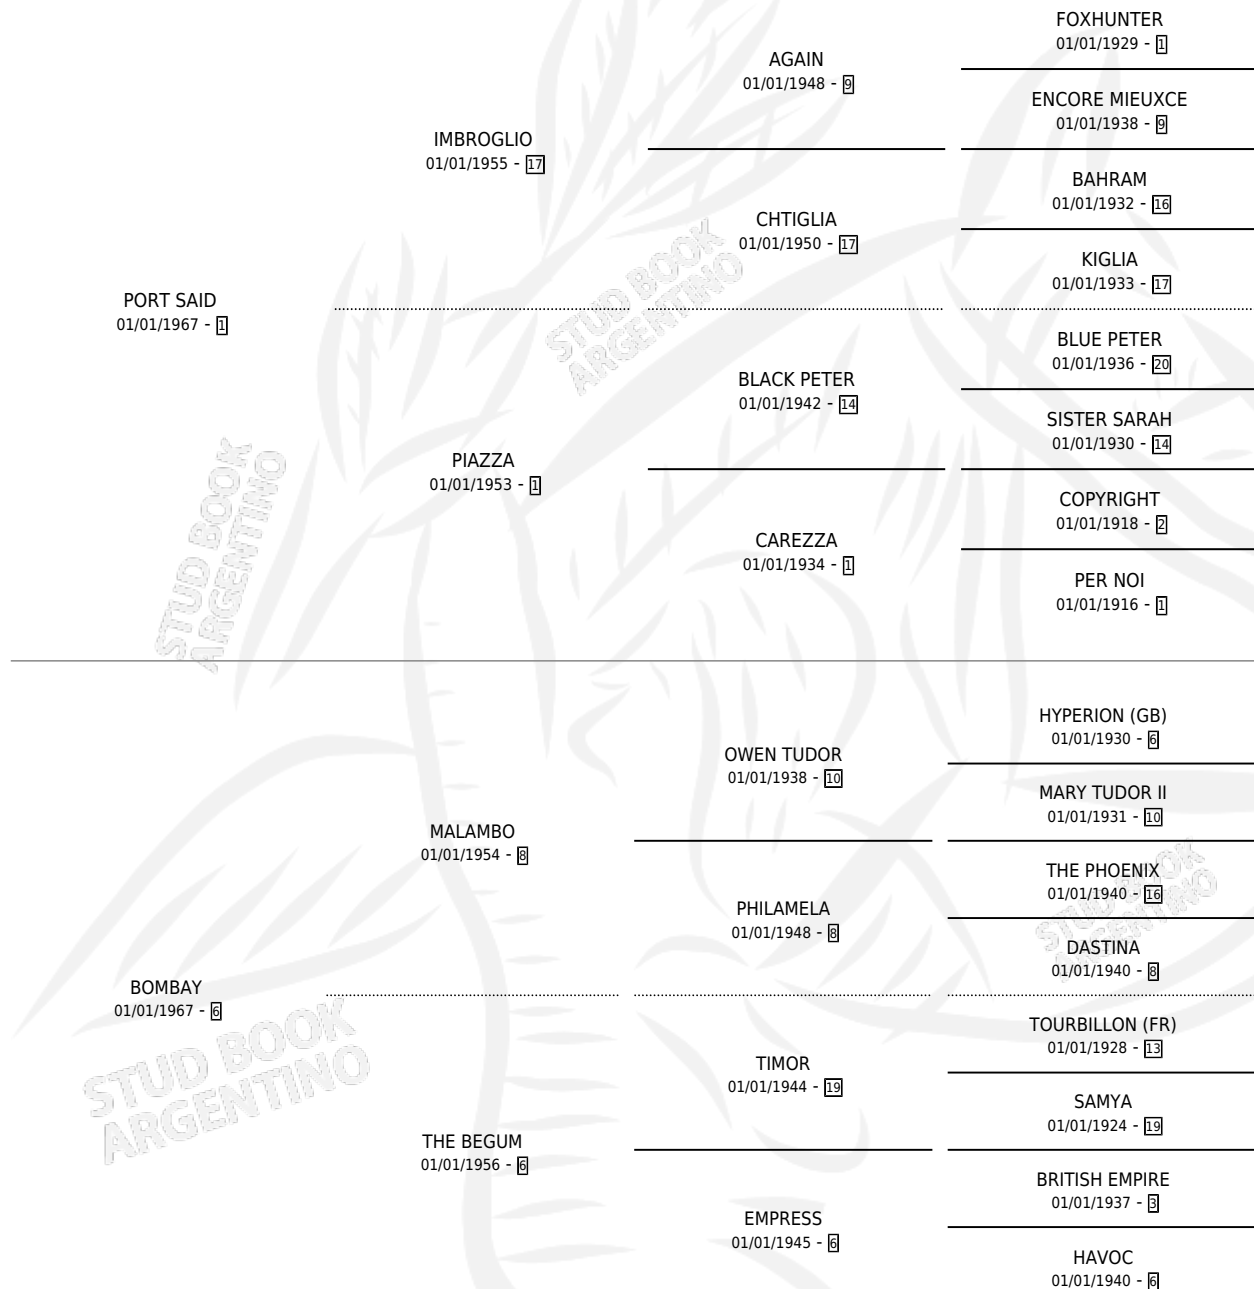 FOXHUNTER
01/01/1929 - 1
AGAIN
01/01/1948 - 9
ENCORE MIEUXCE
01/01/1938 - 9
IMBROGLIO
01/01/1955 - 17
BAHRAM
01/01/1932 - 16
CHTIGLIA
01/01/1950 - 17
KIGLIA
01/01/1933 - 17
PORT SAID
01/01/1967 - 1
BLUE PETER
01/01/1936 - 20
BLACK PETER
01/01/1942 - 14
SISTER SARAH
01/01/1930 - 14
PIAZZA
01/01/1953 - 1
COPYRIGHT
01/01/1918 - 2
CAREZZA
01/01/1934 - 1
PER NOI
01/01/1916 - 1
STUD BOOK
ARGENTINO
STUD BOOK
ARGENTINO
HYPERION (GB)
01/01/1930 - 6
OWEN TUDOR
01/01/1938 - 10
MARY TUDOR II
01/01/1931 - 10
MALAMBO
01/01/1954 - 8
THE PHOENIX
01/01/1940 - 16
PHILAMELA
01/01/1948 - 8
DASTINA
01/01/1940 - 8
STUD BOOK
ARGENTINO
BOMBAY
01/01/1967 - 6
STUD BOOK
ARGENTINO
TOURBILLON (FR)
01/01/1928 - 13
TIMOR
01/01/1944 - 19
SAMYA
01/01/1924 - 19
THE BEGUM
01/01/1956 - 6
BRITISH EMPIRE
01/01/1937 - 3
EMPRESS
01/01/1945 - 6
HAVOC
01/01/1940 - 6